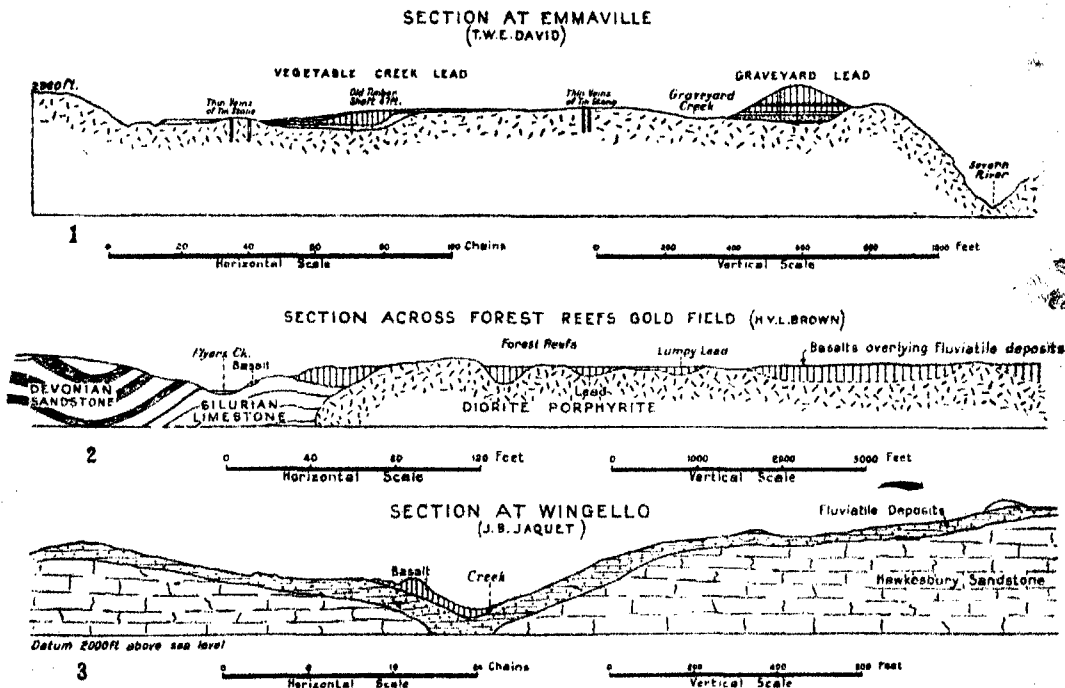 SECTION AT EMMAVILLE
(T.W.E. DAVID)
VEGETABLE CREEK LEAD
GRAVEYARD LEAD
Thin Veins
of Tin Stone
Old Timber
Shaft 47ft.
Thin Veins
of Tin Stone
Graveyard
Creek
Severn
River
1
0 20 40 60 80 100 Chains
Horizontal Scale
0 200 400 600 800 1000 Feet
Vertical Scale
SECTION ACROSS FOREST REEFS GOLD FIELD (H.Y.L. BROWN)
Flyers Ck.
Basalt
Forest Reefs
Lumpy Lead
Basalts overlying Fluviatile deposits
DEVONIAN
SANDSTONE
SILURIAN
LIMESTONE
Lead
DIORITE PORPHYRITE
2
0 40 80 120 Feet
Horizontal Scale
0 1000 2000 3000 Feet
Vertical Scale
SECTION AT WINGELLO
(J.B. JAQUET)
Fluviable Deposits
Basalt
Creek
Hawkesbury Sandstone
Datum 2000ft above sea level
3
Chains
Horizontal Scale
0 200 400 Feet
Vertical Scale